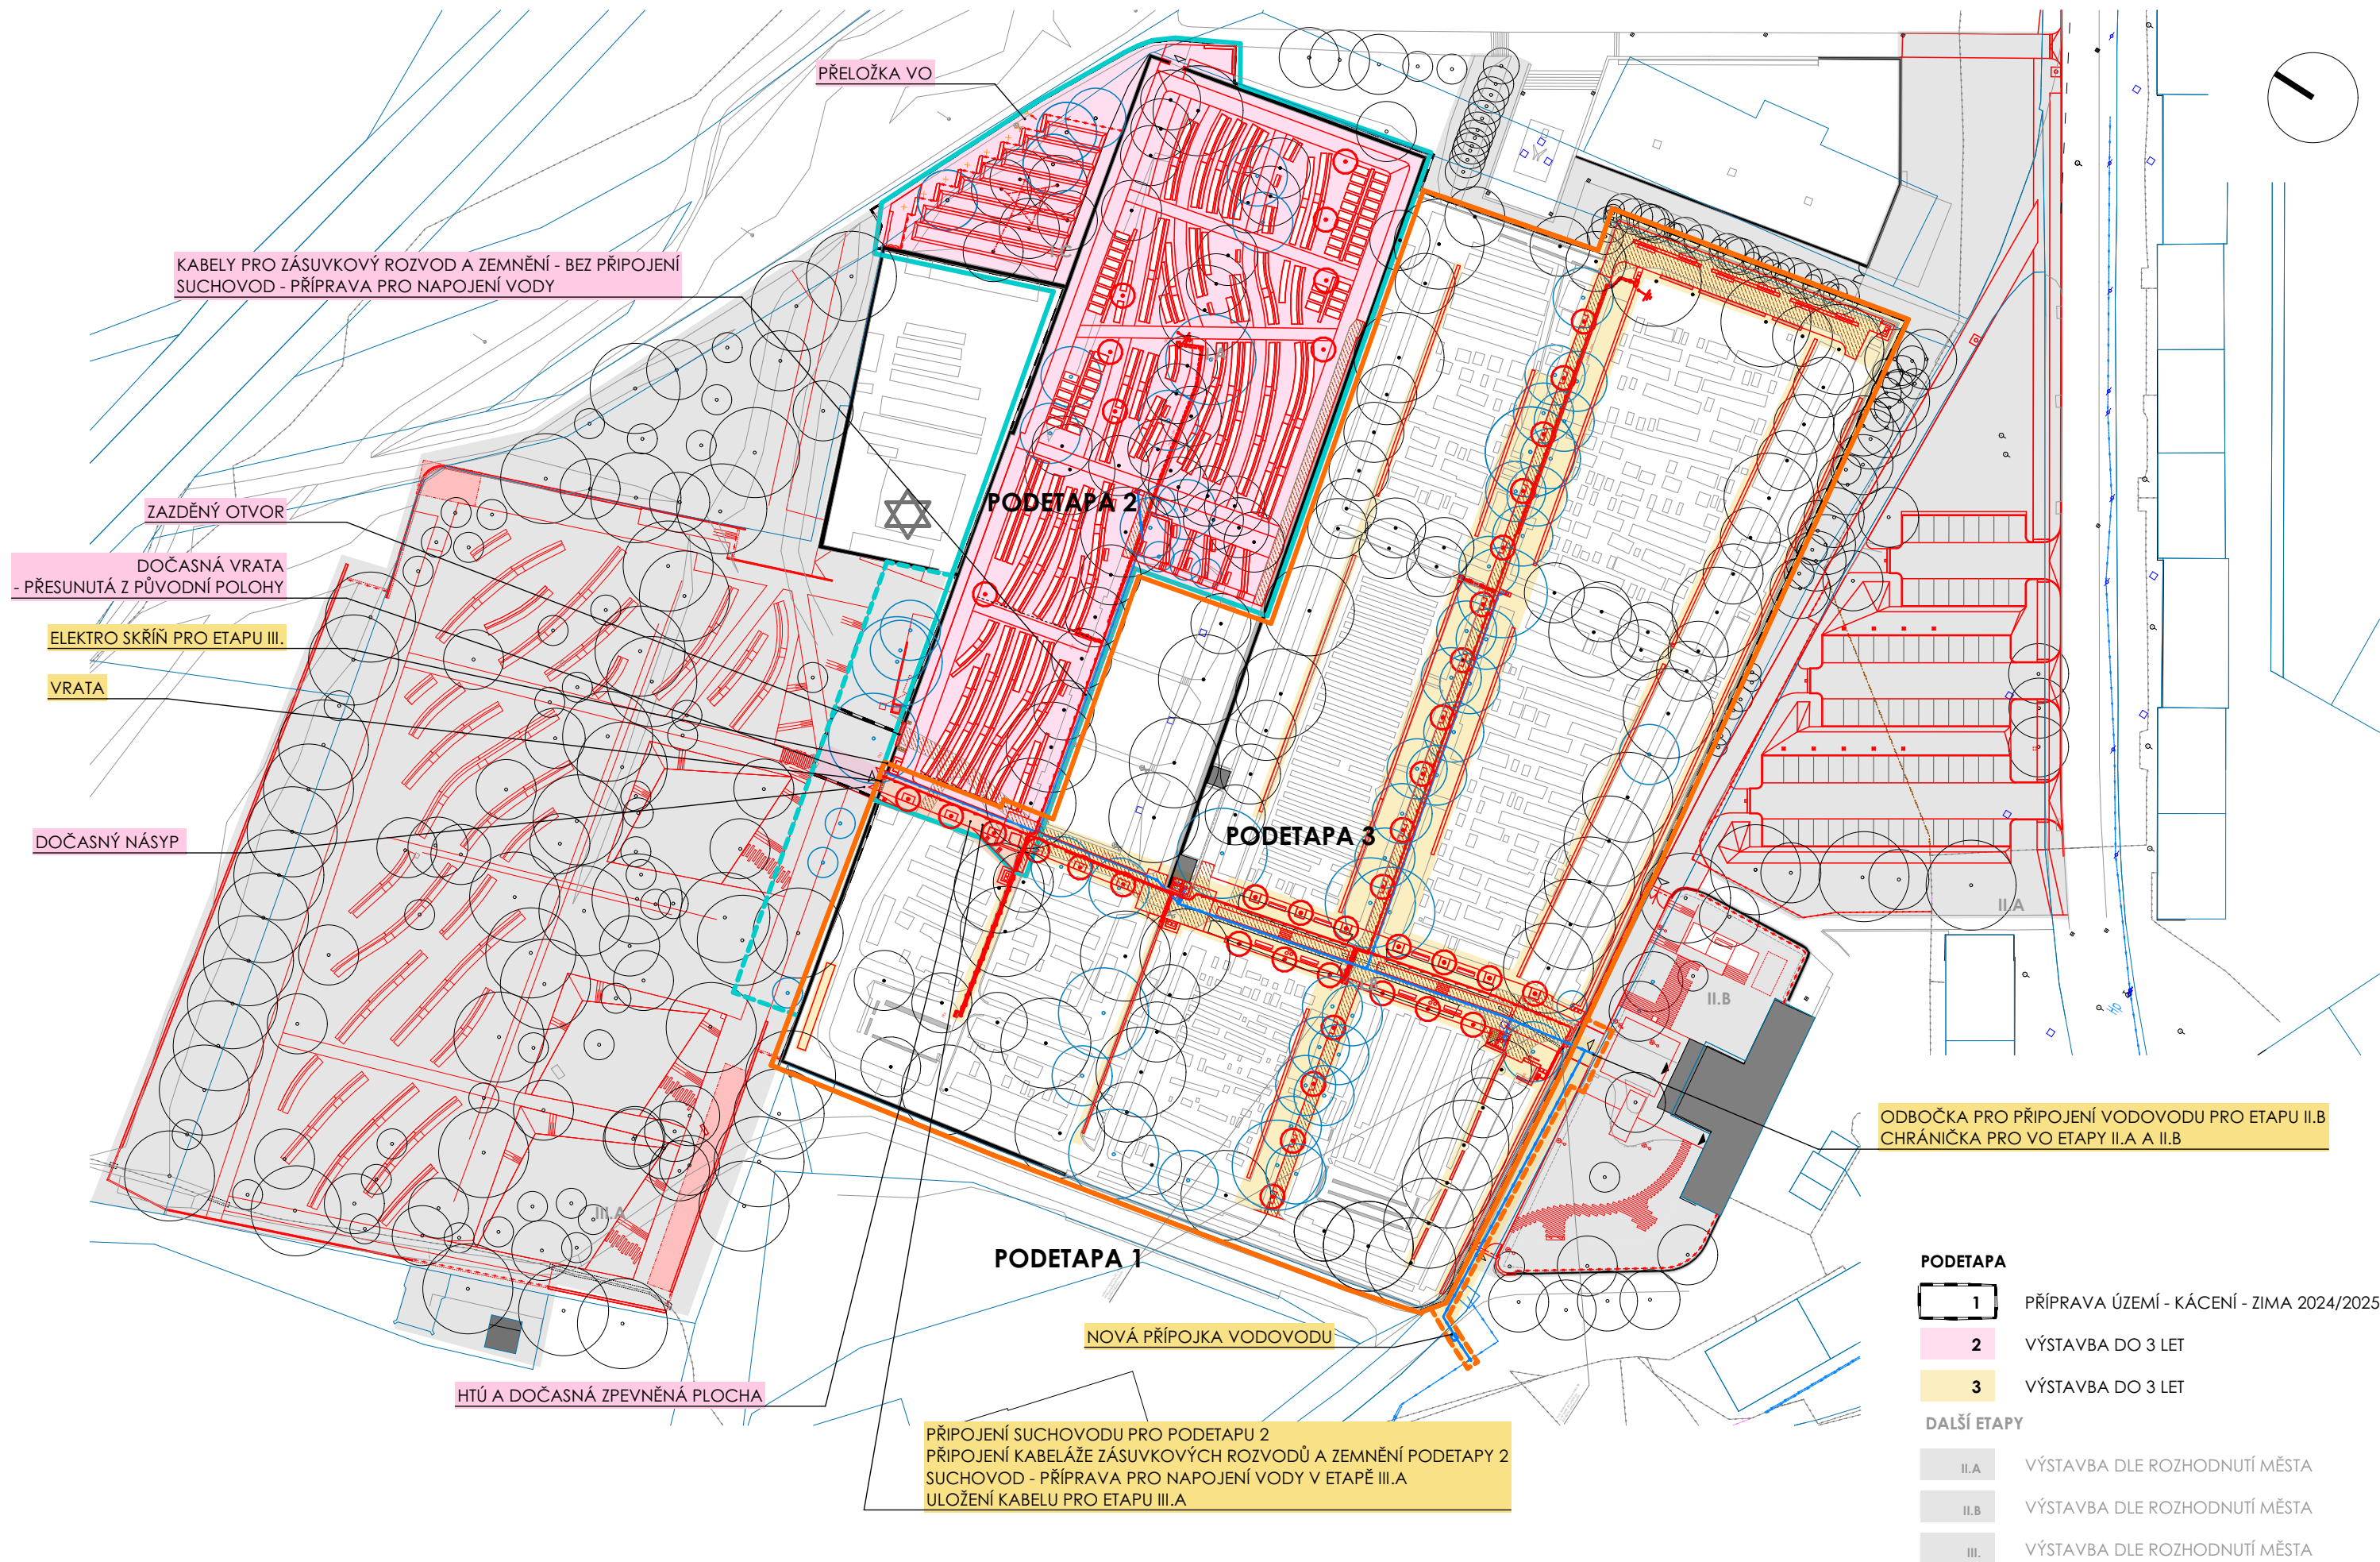 PŘELOŽKA VO
KABELY PRO ZÁSUVKOVÝ ROZVOD A ZEMNĚNÍ - BEZ PŘIPOJENÍ
SUCHOVOD - PŘÍPRAVA PRO NAPOJENÍ VODY
ZAZDĚNÝ OTVOR
DOČASNÁ VRATA
- PŘESUNUTÁ Z PŮVODNÍ POLOHY
ELEKTRO SKŘÍŇ PRO ETAPU III.
VRATA
DOČASNÝ NÁSYP
PODETAPA 2
PODETAPA 3
PODETAPA 1
II.A
II.B
III.A
ODBOČKA PRO PŘIPOJENÍ VODOVODU PRO ETAPU II.B
CHRÁNIČKA PRO VO ETAPY II.A A II.B
NOVÁ PŘÍPOJKA VODOVODU
HTÚ A DOČASNÁ ZPEVNĚNÁ PLOCHA
PŘIPOJENÍ SUCHOVODU PRO PODETAPU 2
PŘIPOJENÍ KABELÁŽE ZÁSUVKOVÝCH ROZVODŮ A ZEMNĚNÍ PODETAPY 2
SUCHOVOD - PŘÍPRAVA PRO NAPOJENÍ VODY V ETAPĚ III.A
ULOŽENÍ KABELU PRO ETAPU III.A
PODETAPA
1 PŘÍPRAVA ÚZEMÍ - KÁCENÍ - ZIMA 2024/2025
2 VÝSTAVBA DO 3 LET
3 VÝSTAVBA DO 3 LET
DALŠÍ ETAPY
II.A VÝSTAVBA DLE ROZHODNUTÍ MĚSTA
II.B VÝSTAVBA DLE ROZHODNUTÍ MĚSTA
III. VÝSTAVBA DLE ROZHODNUTÍ MĚSTA